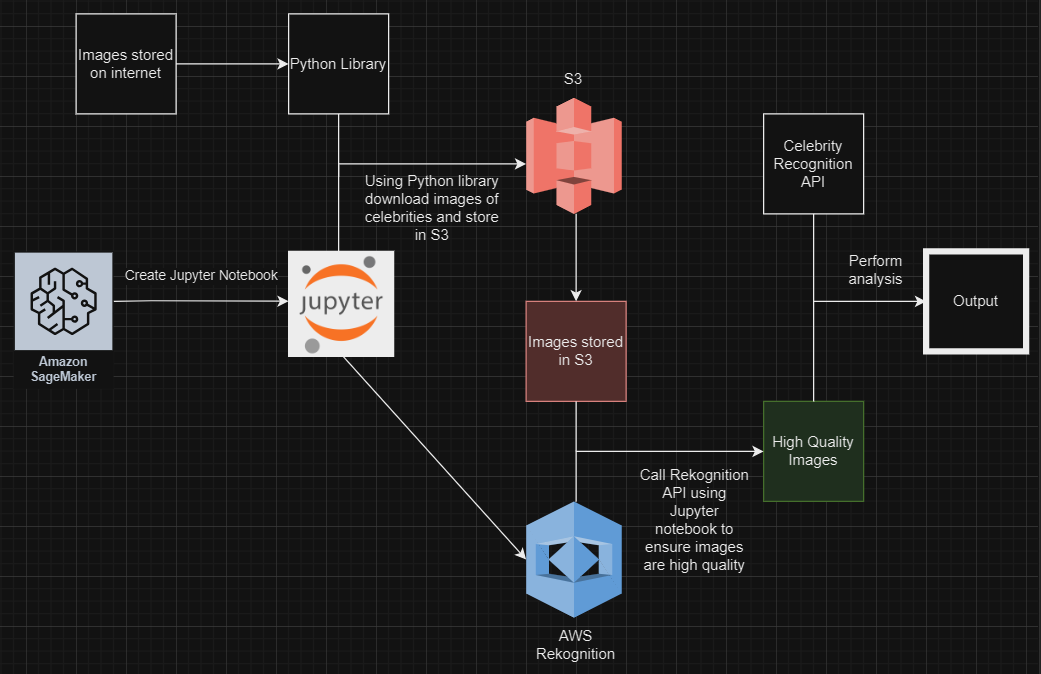 Images stored
on internet
Python Library
S3
Using Python library
download images of
celebrities and store
in S3
Celebrity
Recognition
API
Create Jupyter Notebook
jupyter
Amazon
SageMaker
Perform
analysis
Output
Images stored
in S3
High Quality
Images
Call Rekognition
API using
Jupyter
notebook to
ensure images
are high quality
AWS
Rekognition